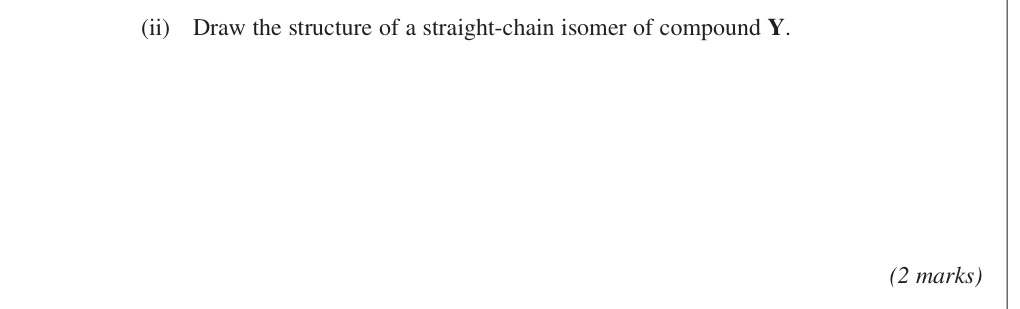 (ii) Draw the structure of a straight-chain isomer of compound Y.
(2 marks)